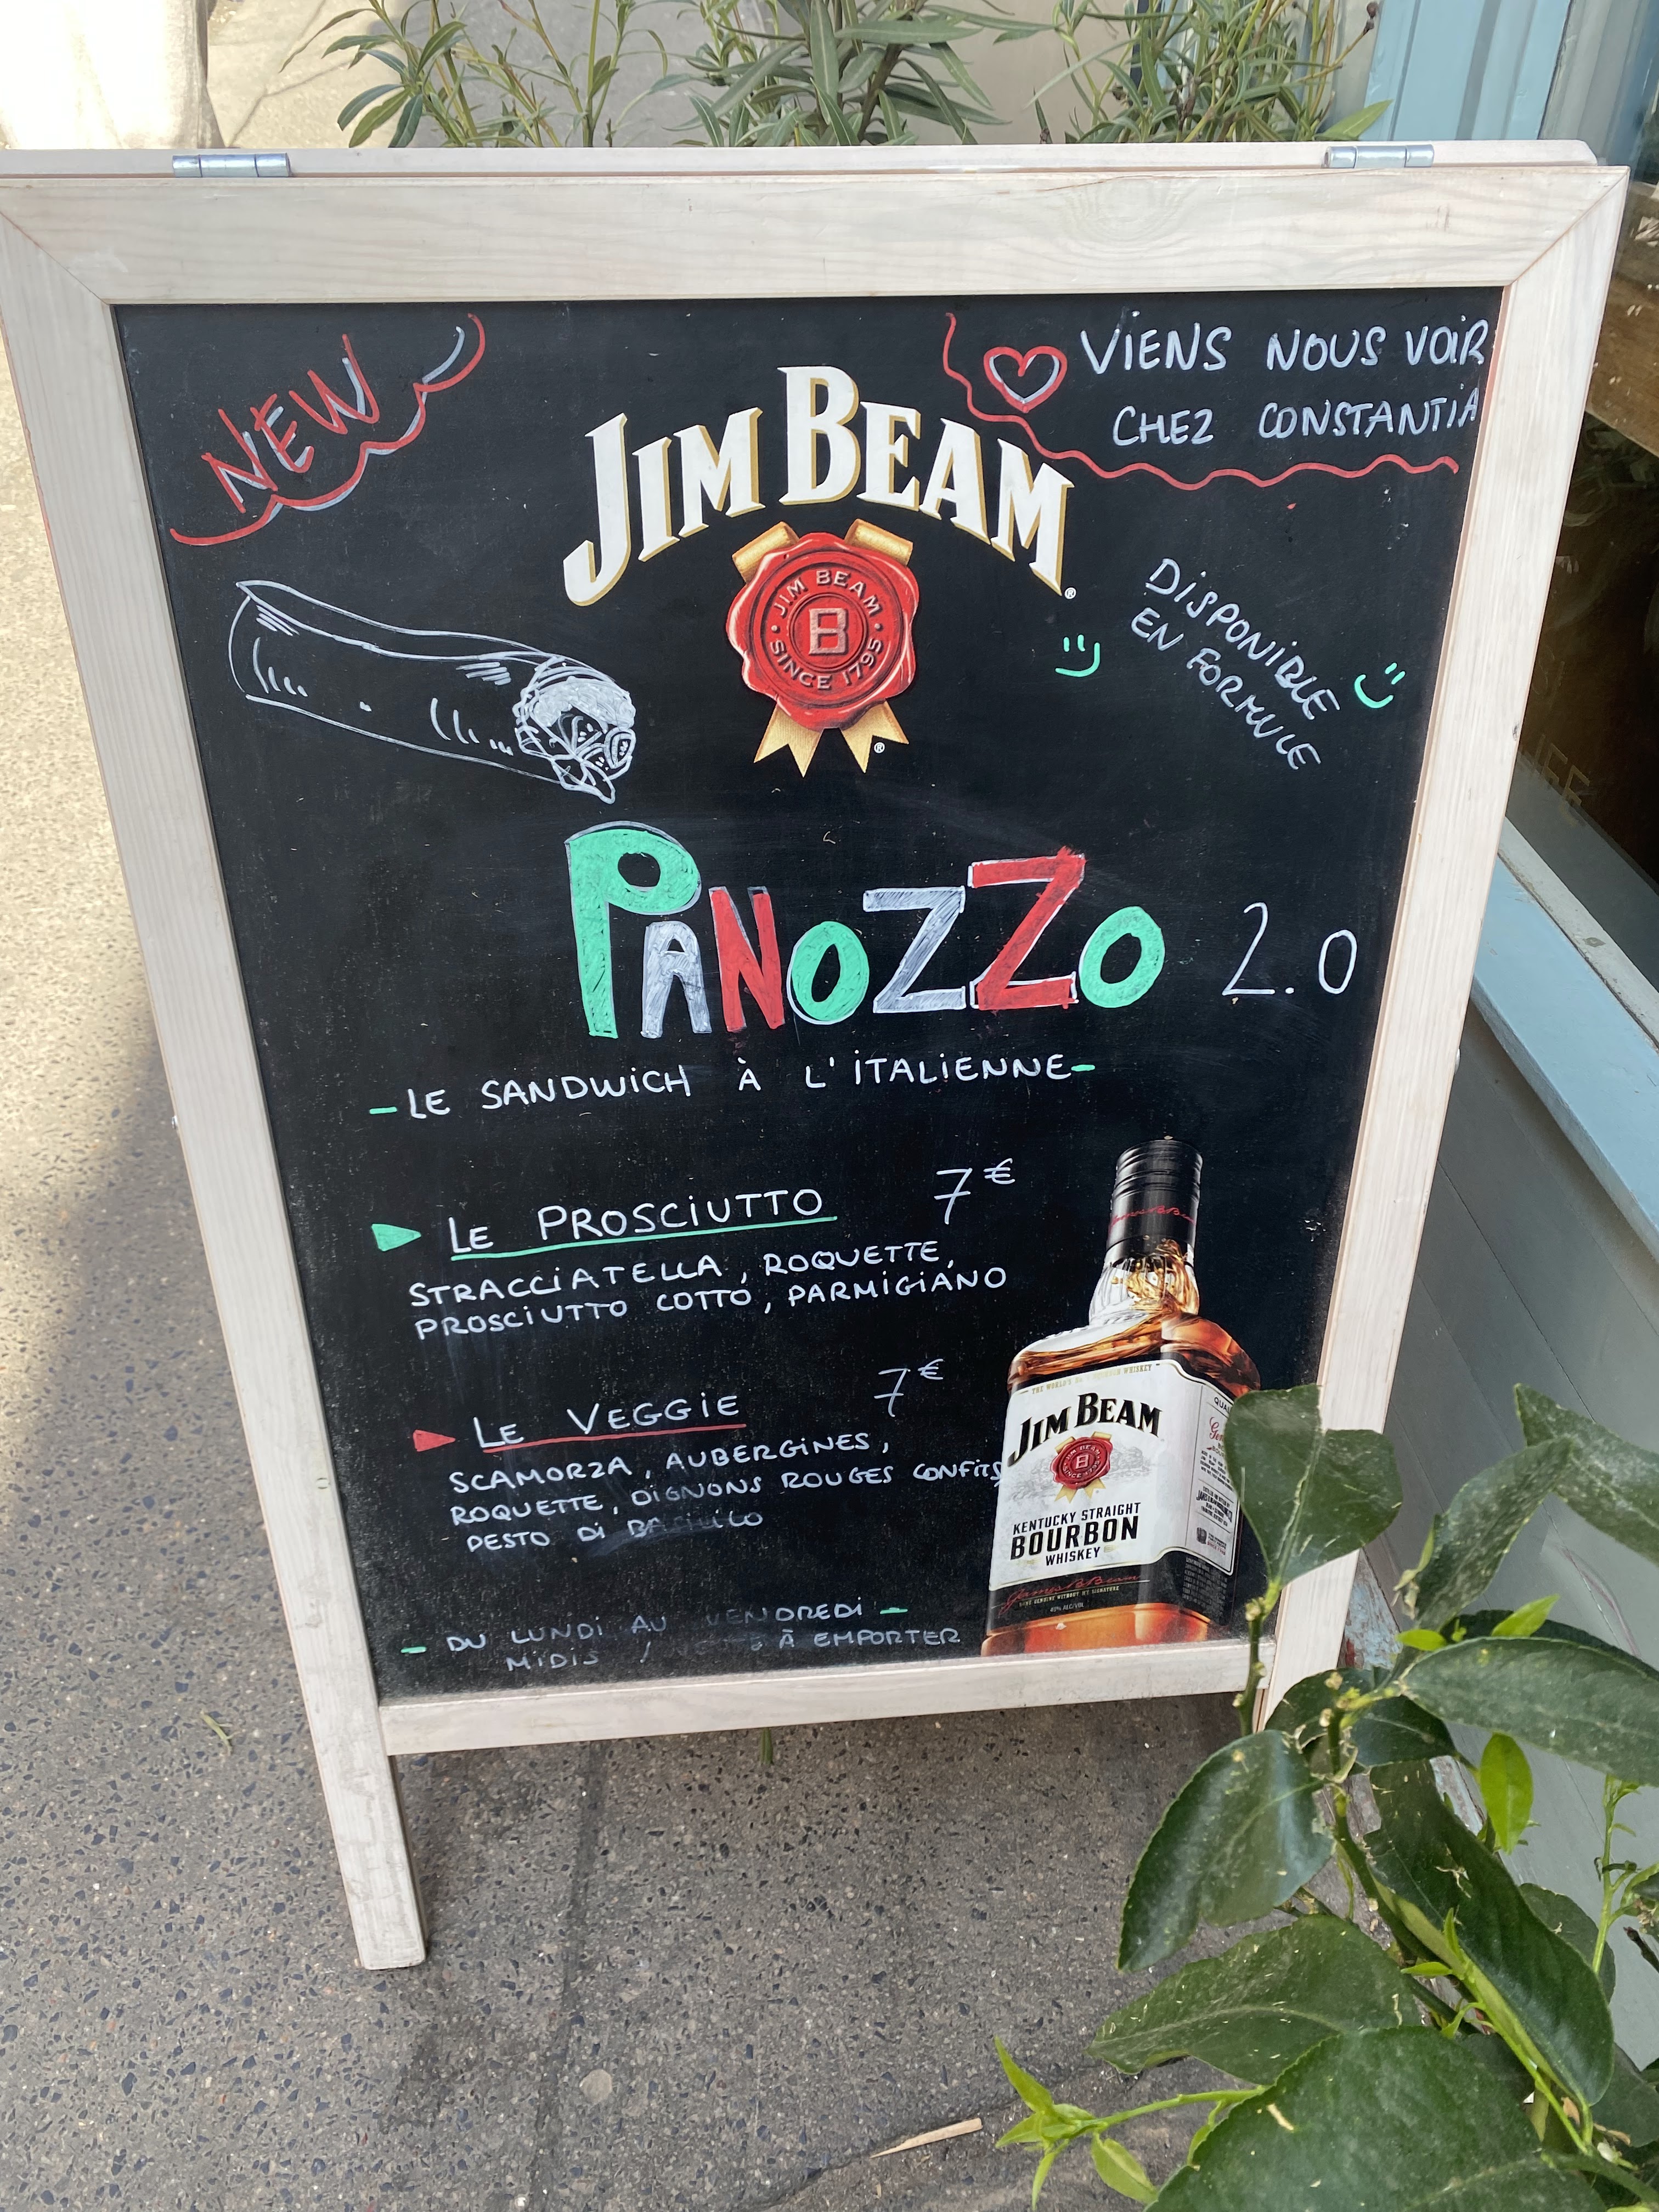 NEW
VIENS NOUS VOIR
CHEZ CONSTANTIA
JIM BEAM®
JIM BEAM
B
SINCE 1795
®
DISPONIBLE
EN FORMULE
PANOZZO 2.0
- LE SANDWICH À L'ITALIENNE -
LE PROSCIUTTO 7€
STRACCIATELLA, ROQUETTE,
PROSCIUTTO COTTO, PARMIGIANO
LE VEGGIE 7€
SCAMORZA, AUBERGINES,
ROQUETTE, OIGNONS ROUGES CONFITS
PESTO DI
JIM BEAM
B
KENTUCKY STRAIGHT
BOURBON
WHISKEY
- DU LUNDI AU VENDREDI -
MIDIS / À EMPORTER